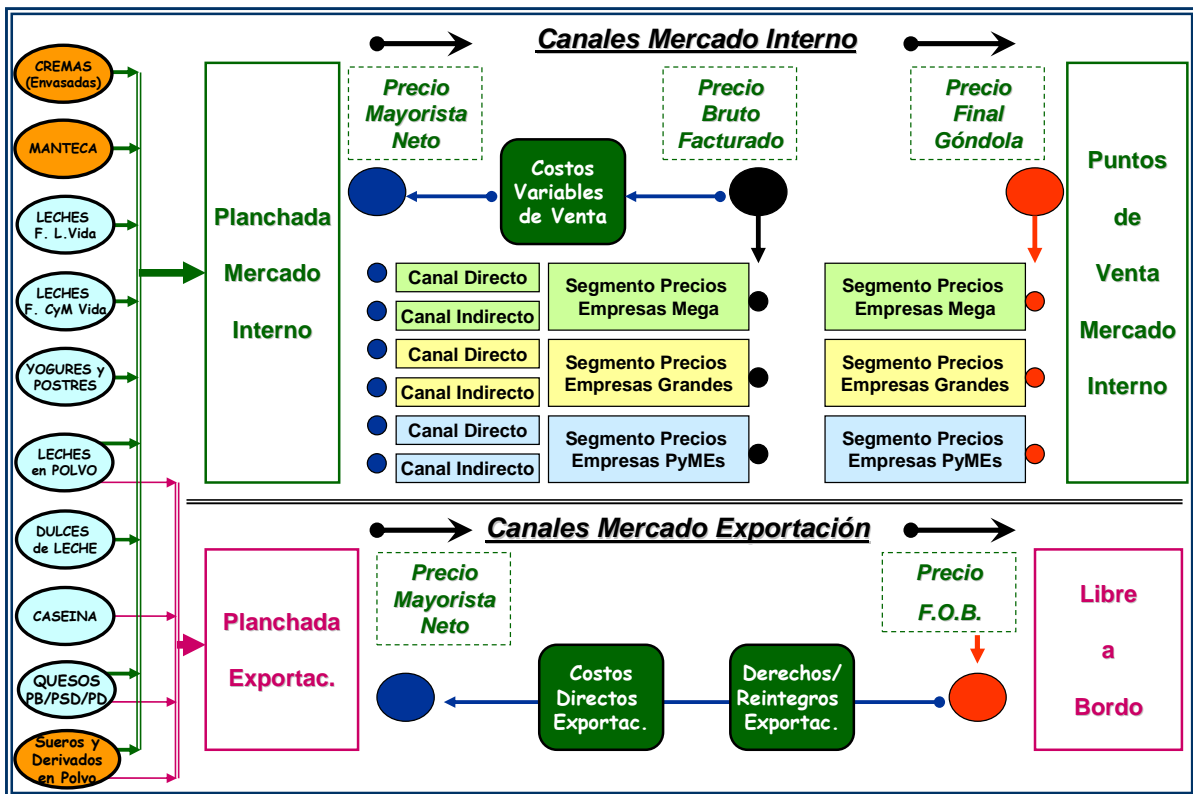 Canales Mercado Interno
CREMAS
(Envasadas)
MANTECA
LECHES
F. L.Vida
LECHES
F. CyM Vida
YOGURES y
POSTRES
LECHES
en POLVO
DULCES
de LECHE
CASEINA
QUESOS
PB/PSD/PD
Sueros y
Derivados
en Polvo
Planchada
Mercado
Interno
Precio
Mayorista
Neto
Costos
Variables
de Venta
Precio
Bruto
Facturado
Precio
Final
Góndola
Canal Directo
Canal Indirecto
Canal Directo
Canal Indirecto
Canal Directo
Canal Indirecto
Segmento Precios
Empresas Mega
Segmento Precios
Empresas Grandes
Segmento Precios
Empresas PyMEs
Segmento Precios
Empresas Mega
Segmento Precios
Empresas Grandes
Segmento Precios
Empresas PyMEs
Puntos
de
Venta
Mercado
Interno
Canales Mercado Exportación
Planchada
Exportac.
Precio
Mayorista
Neto
Costos
Directos
Exportac.
Derechos/
Reintegros
Exportac.
Precio
F.O.B.
Libre
a
Bordo